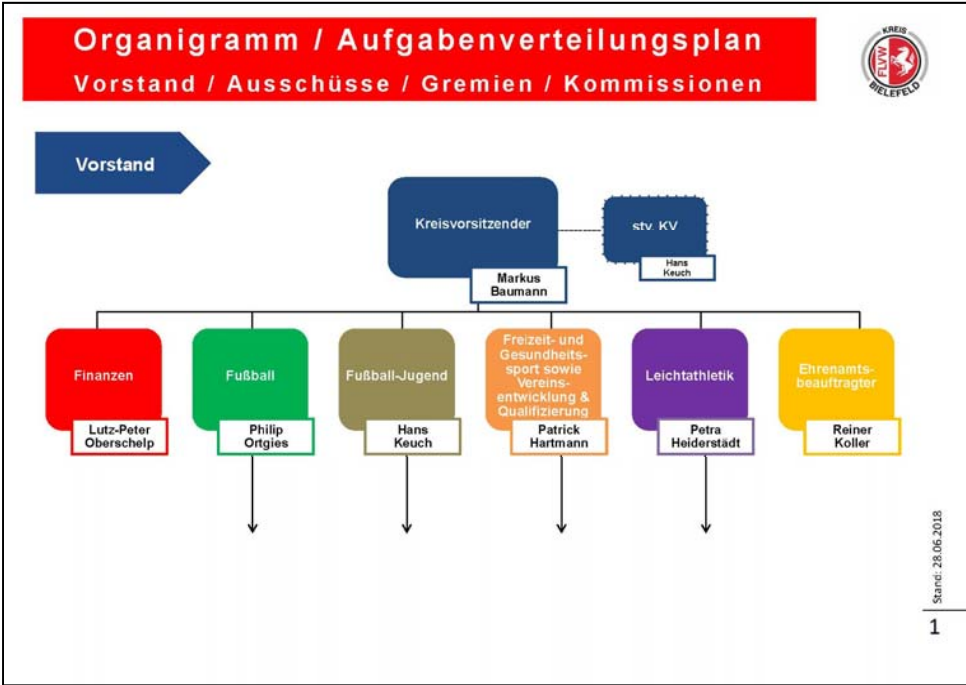 Organigramm / Aufgabenverteilungsplan
Vorstand / Ausschüsse / Gremien / Kommissionen
KREIS
FLVW
BIELEFELD
Vorstand
Kreisvorsitzender
stv. KV
Markus
Baumann
Hans
Keuch
Finanzen
Lutz-Peter
Oberschelp
Fußball
Philip
Ortgies
Fußball-Jugend
Hans
Keuch
Freizeit- und
Gesundheits-
sport sowie
Vereins-
entwicklung &
Qualifizierung
Patrick
Hartmann
Leichtathletik
Petra
Heiderstädt
Ehrenamts-
beauftragter
Reiner
Koller
Stand: 28.06.2018
1